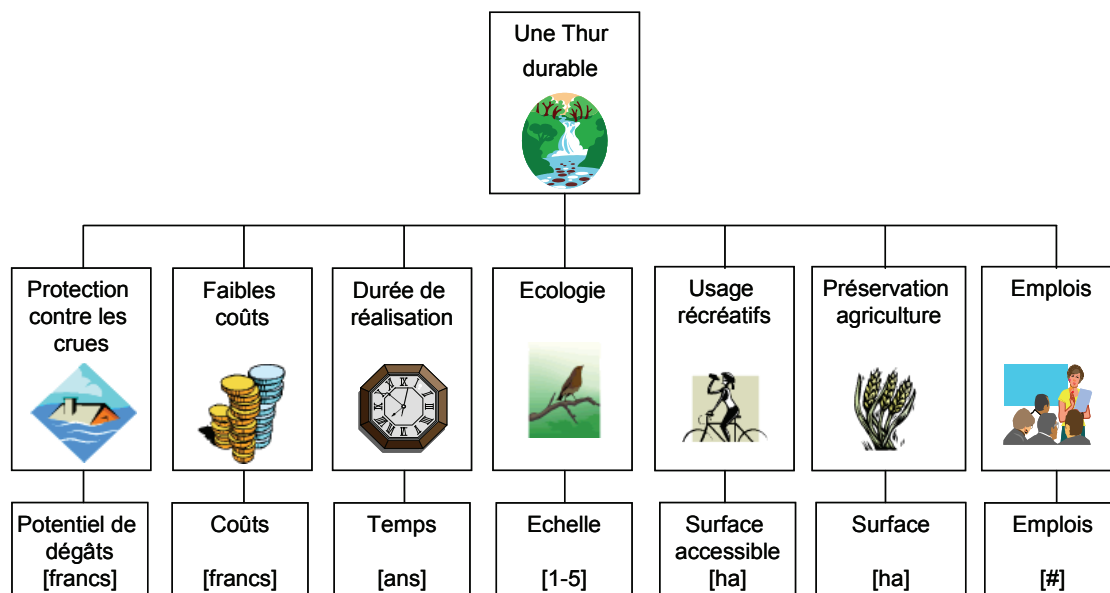 Une Thur
durable
Protection
contre les
crues
Faibles
coûts
Durée de
réalisation
Ecologie
Usage
récréatifs
Préservation
agriculture
Emplois
Potentiel de
dégâts
[francs]
Coûts
[francs]
Temps
[ans]
Echelle
[1-5]
Surface
accessible
[ha]
Surface
[ha]
Emplois
[#]